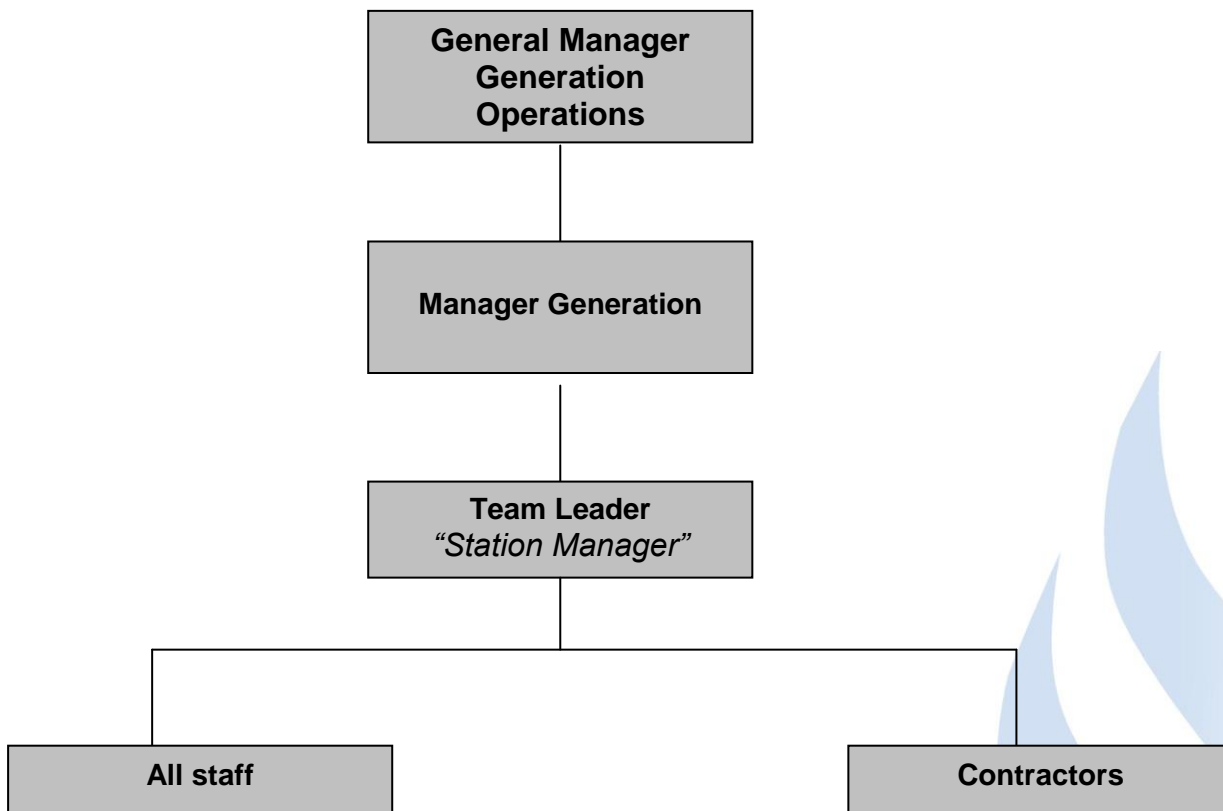 General Manager
Generation
Operations
Manager Generation
Team Leader
“Station Manager”
All staff
Contractors